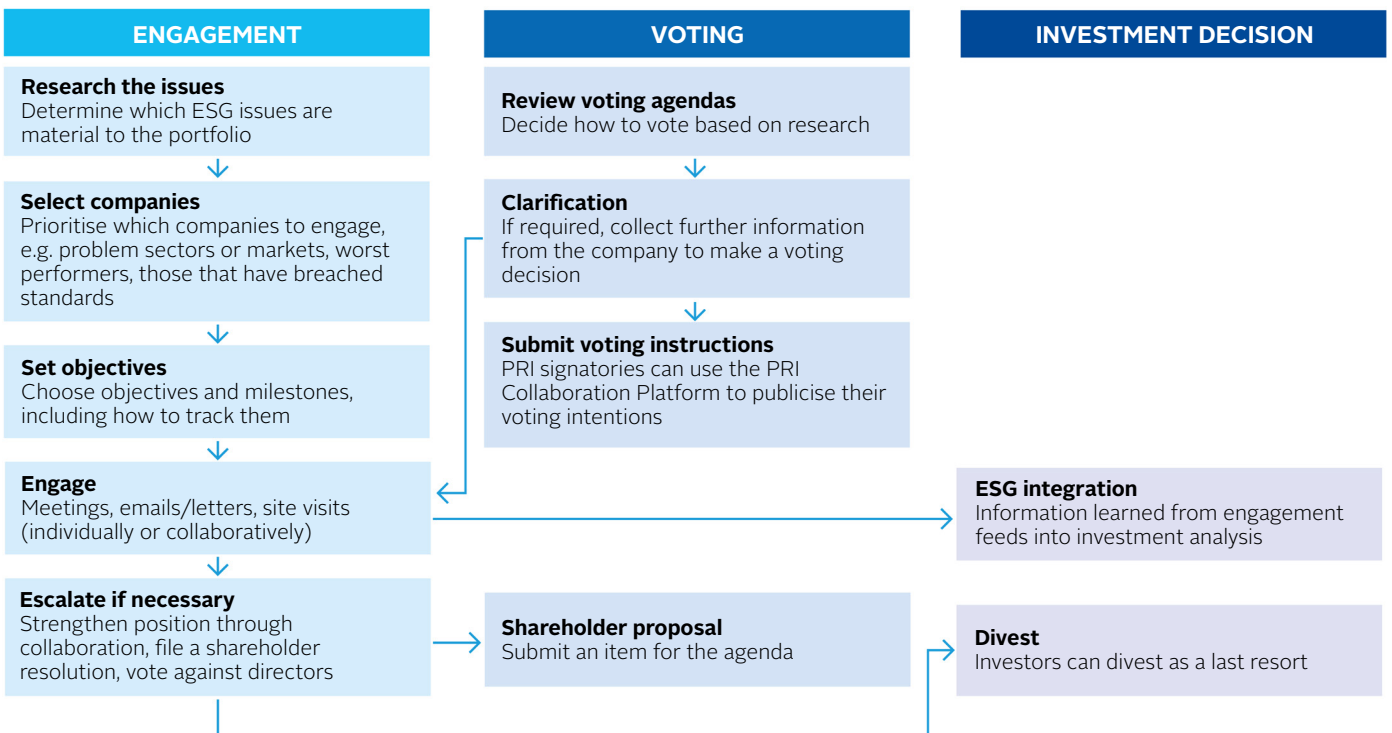 ENGAGEMENT
Research the issues
Determine which ESG issues are
material to the portfolio
Select companies
Prioritise which companies to engage,
e.g. problem sectors or markets, worst
performers, those that have breached
standards
Set objectives
Choose objectives and milestones,
including how to track them
Engage
Meetings, emails/letters, site visits
(individually or collaboratively)
Escalate if necessary
Strengthen position through
collaboration, file a shareholder
resolution, vote against directors
VOTING
Review voting agendas
Decide how to vote based on research
Clarification
If required, collect further information
from the company to make a voting
decision
Submit voting instructions
PRI signatories can use the PRI
Collaboration Platform to publicise their
voting intentions
Shareholder proposal
Submit an item for the agenda
INVESTMENT DECISION
ESG integration
Information learned from engagement
feeds into investment analysis
Divest
Investors can divest as a last resort